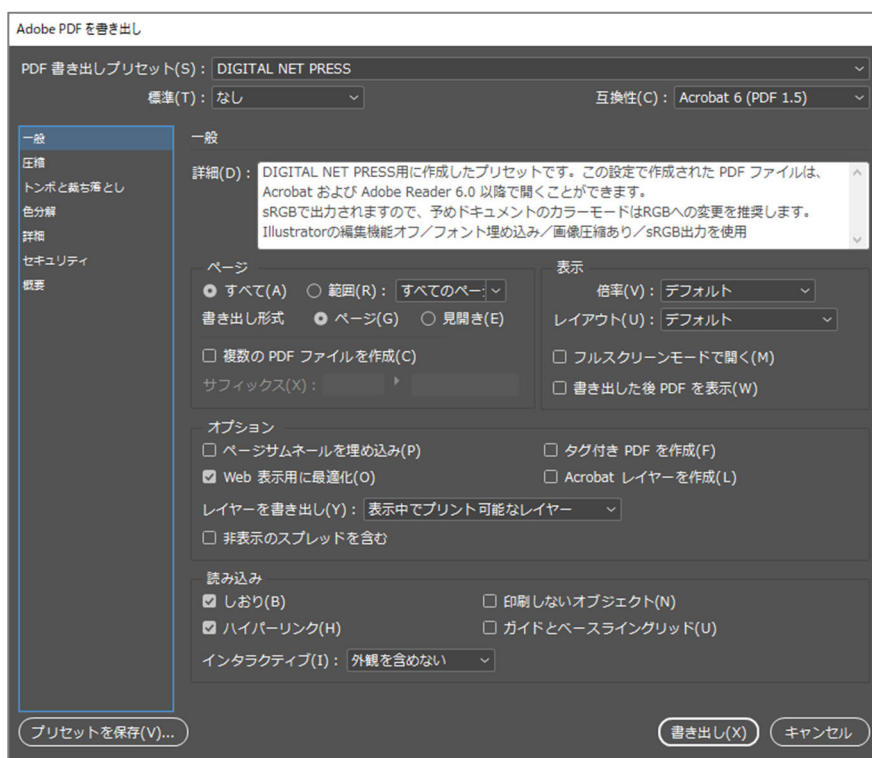 Adobe PDF を書き出し
PDF 書き出しプリセット(S)： DIGITAL NET PRESS
標準(T)： なし 互換性(C)： Acrobat 6 (PDF 1.5)
一般
圧縮
トンボと裁ち落とし
色分解
詳細
セキュリティ
概要
一般
詳細(D)： DIGITAL NET PRESS用に作成したプリセットです。この設定で作成された PDF ファイルは、
Acrobat および Adobe Reader 6.0 以降で開くことができます。
sRGBで出力されますので、予めドキュメントのカラーモードはRGBへの変更を推奨します。
Illustratorの編集機能オフ／フォント埋め込み／画像圧縮あり／sRGB出力を使用
ページ
すべて(A) 範囲(R)： すべてのペー
書き出し形式 ページ(G) 見開き(E)
複数の PDF ファイルを作成(C)
サフィックス(X)：
表示
倍率(V)： デフォルト
レイアウト(U)： デフォルト
フルスクリーンモードで開く(M)
書き出した後 PDF を表示(W)
オプション
ページサムネールを埋め込み(P) タグ付き PDF を作成(F)
Web 表示用に最適化(O) Acrobat レイヤーを作成(L)
レイヤーを書き出し(Y)： 表示中でプリント可能なレイヤー
非表示のスプレッドを含む
読み込み
しおり(B) 印刷しないオブジェクト(N)
ハイパーリンク(H) ガイドとベースライングリッド(U)
インタラクティブ(I)： 外観を含めない
プリセットを保存(V)... 書き出し(X) キャンセル